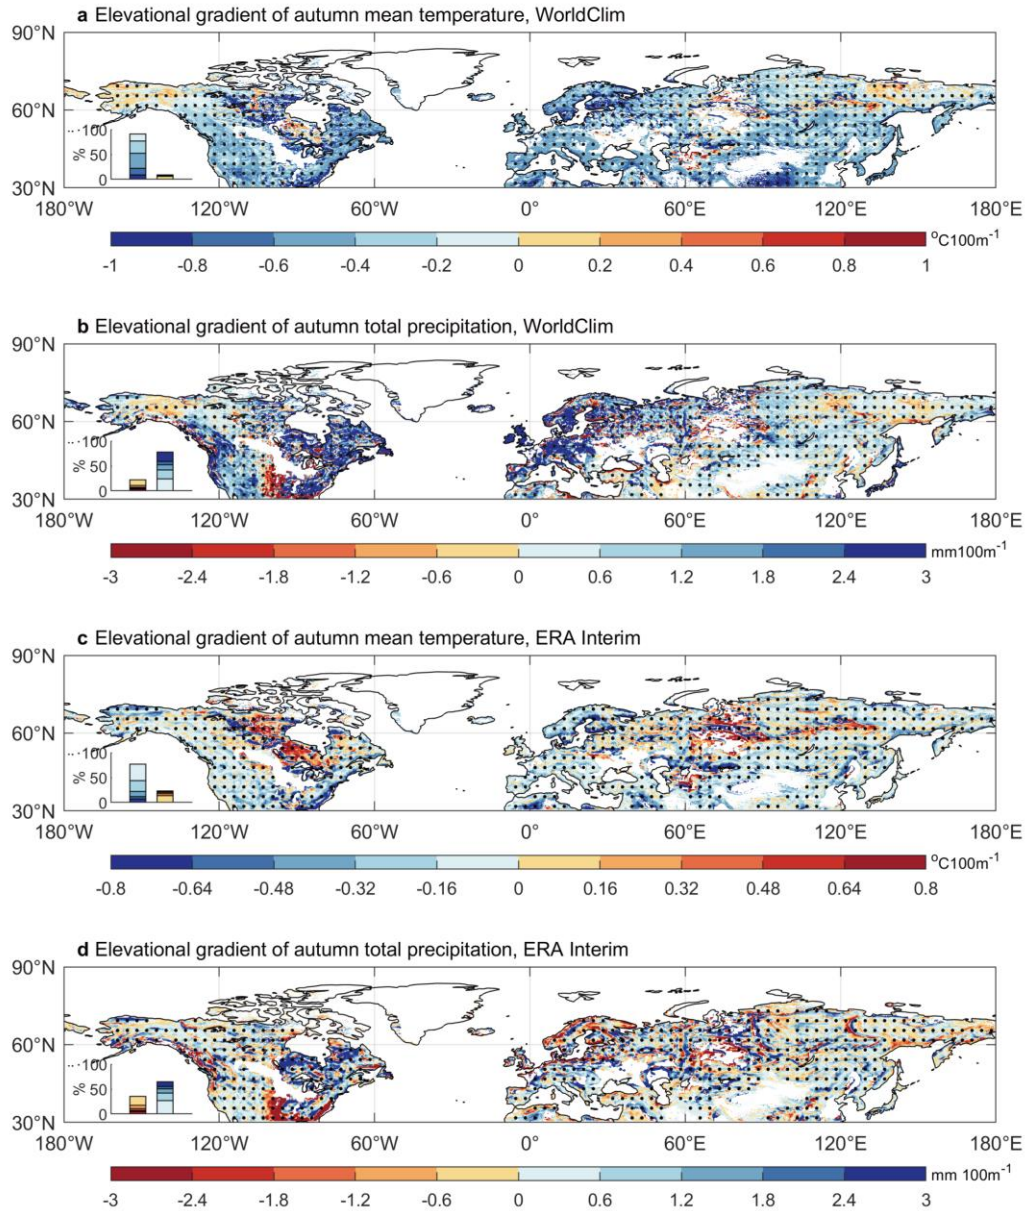 a Elevational gradient of autumn mean temperature, WorldClim
90°N
60°N
30°N
100
50
0
%
180°W 120°W 60°W 0° 60°E 120°E 180°E
-1 -0.8 -0.6 -0.4 -0.2 0 0.2 0.4 0.6 0.8 1
°C100m⁻¹
b Elevational gradient of autumn total precipitation, WorldClim
90°N
60°N
30°N
100
50
0
%
180°W 120°W 60°W 0° 60°E 120°E 180°E
-3 -2.4 -1.8 -1.2 -0.6 0 0.6 1.2 1.8 2.4 3
mm100m⁻¹
c Elevational gradient of autumn mean temperature, ERA Interim
90°N
60°N
30°N
100
50
0
%
180°W 120°W 60°W 0° 60°E 120°E 180°E
-0.8 -0.64 -0.48 -0.32 -0.16 0 0.16 0.32 0.48 0.64 0.8
°C100m⁻¹
d Elevational gradient of autumn total precipitation, ERA Interim
90°N
60°N
30°N
100
50
0
%
180°W 120°W 60°W 0° 60°E 120°E 180°E
-3 -2.4 -1.8 -1.2 -0.6 0 0.6 1.2 1.8 2.4 3
mm 100m⁻¹